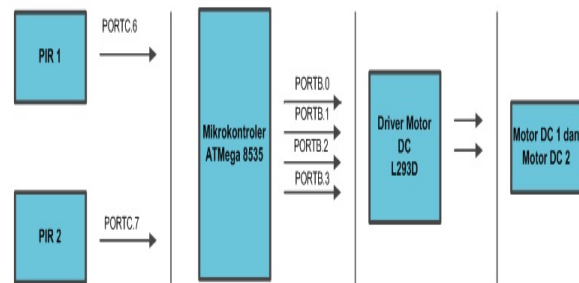 PIR 1
PORTC.6
PIR 2
PORTC.7
Mikrokontroler
ATMega 8535
PORTB.0
PORTB.1
PORTB.2
PORTB.3
Driver Motor
DC
L293D
Motor DC 1 dan
Motor DC 2